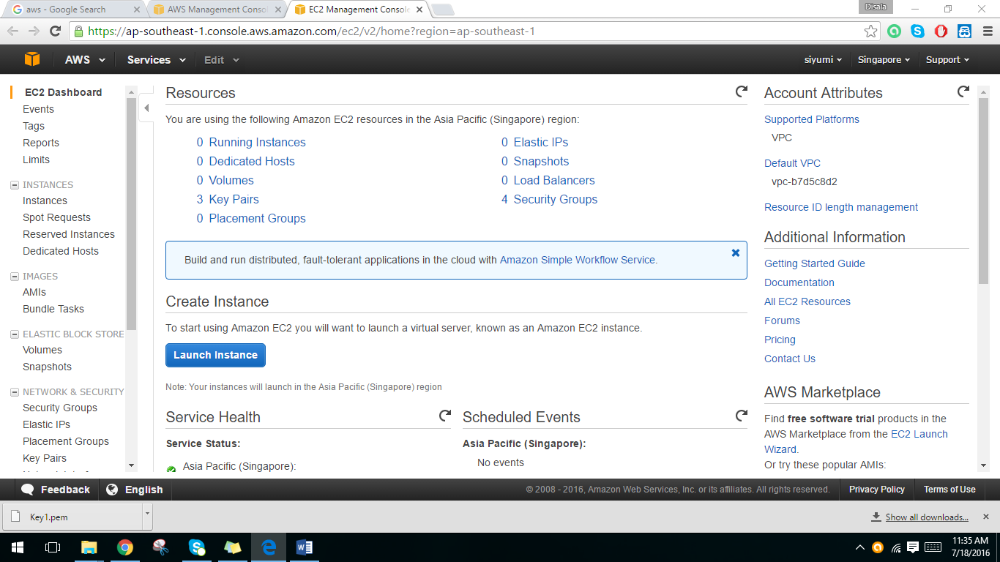 aws - Google Search
AWS Management Consol
EC2 Management Console
Disala
https://ap-southeast-1.console.aws.amazon.com/ec2/v2/home?region=ap-southeast-1
AWS
Services
Edit
siyumi
Singapore
Support
EC2 Dashboard
Events
Tags
Reports
Limits
INSTANCES
Instances
Spot Requests
Reserved Instances
Dedicated Hosts
IMAGES
AMIs
Bundle Tasks
ELASTIC BLOCK STORE
Volumes
Snapshots
NETWORK & SECURITY
Security Groups
Elastic IPs
Placement Groups
Key Pairs
Resources
You are using the following Amazon EC2 resources in the Asia Pacific (Singapore) region:
0 Running Instances
0 Elastic IPs
0 Dedicated Hosts
0 Snapshots
0 Volumes
0 Load Balancers
3 Key Pairs
4 Security Groups
0 Placement Groups
Build and run distributed, fault-tolerant applications in the cloud with Amazon Simple Workflow Service.
Create Instance
To start using Amazon EC2 you will want to launch a virtual server, known as an Amazon EC2 instance.
Launch Instance
Note: Your instances will launch in the Asia Pacific (Singapore) region
Service Health
Service Status:
Asia Pacific (Singapore):
Scheduled Events
Asia Pacific (Singapore):
No events
Account Attributes
Supported Platforms
VPC
Default VPC
vpc-b7d5c8d2
Resource ID length management
Additional Information
Getting Started Guide
Documentation
All EC2 Resources
Forums
Pricing
Contact Us
AWS Marketplace
Find free software trial products in the
AWS Marketplace from the EC2 Launch
Wizard.
Or try these popular AMIs:
Feedback
English
© 2008 - 2016, Amazon Web Services, Inc. or its affiliates. All rights reserved.
Privacy Policy
Terms of Use
Key1.pem
Show all downloads...
11:35 AM
7/18/2016